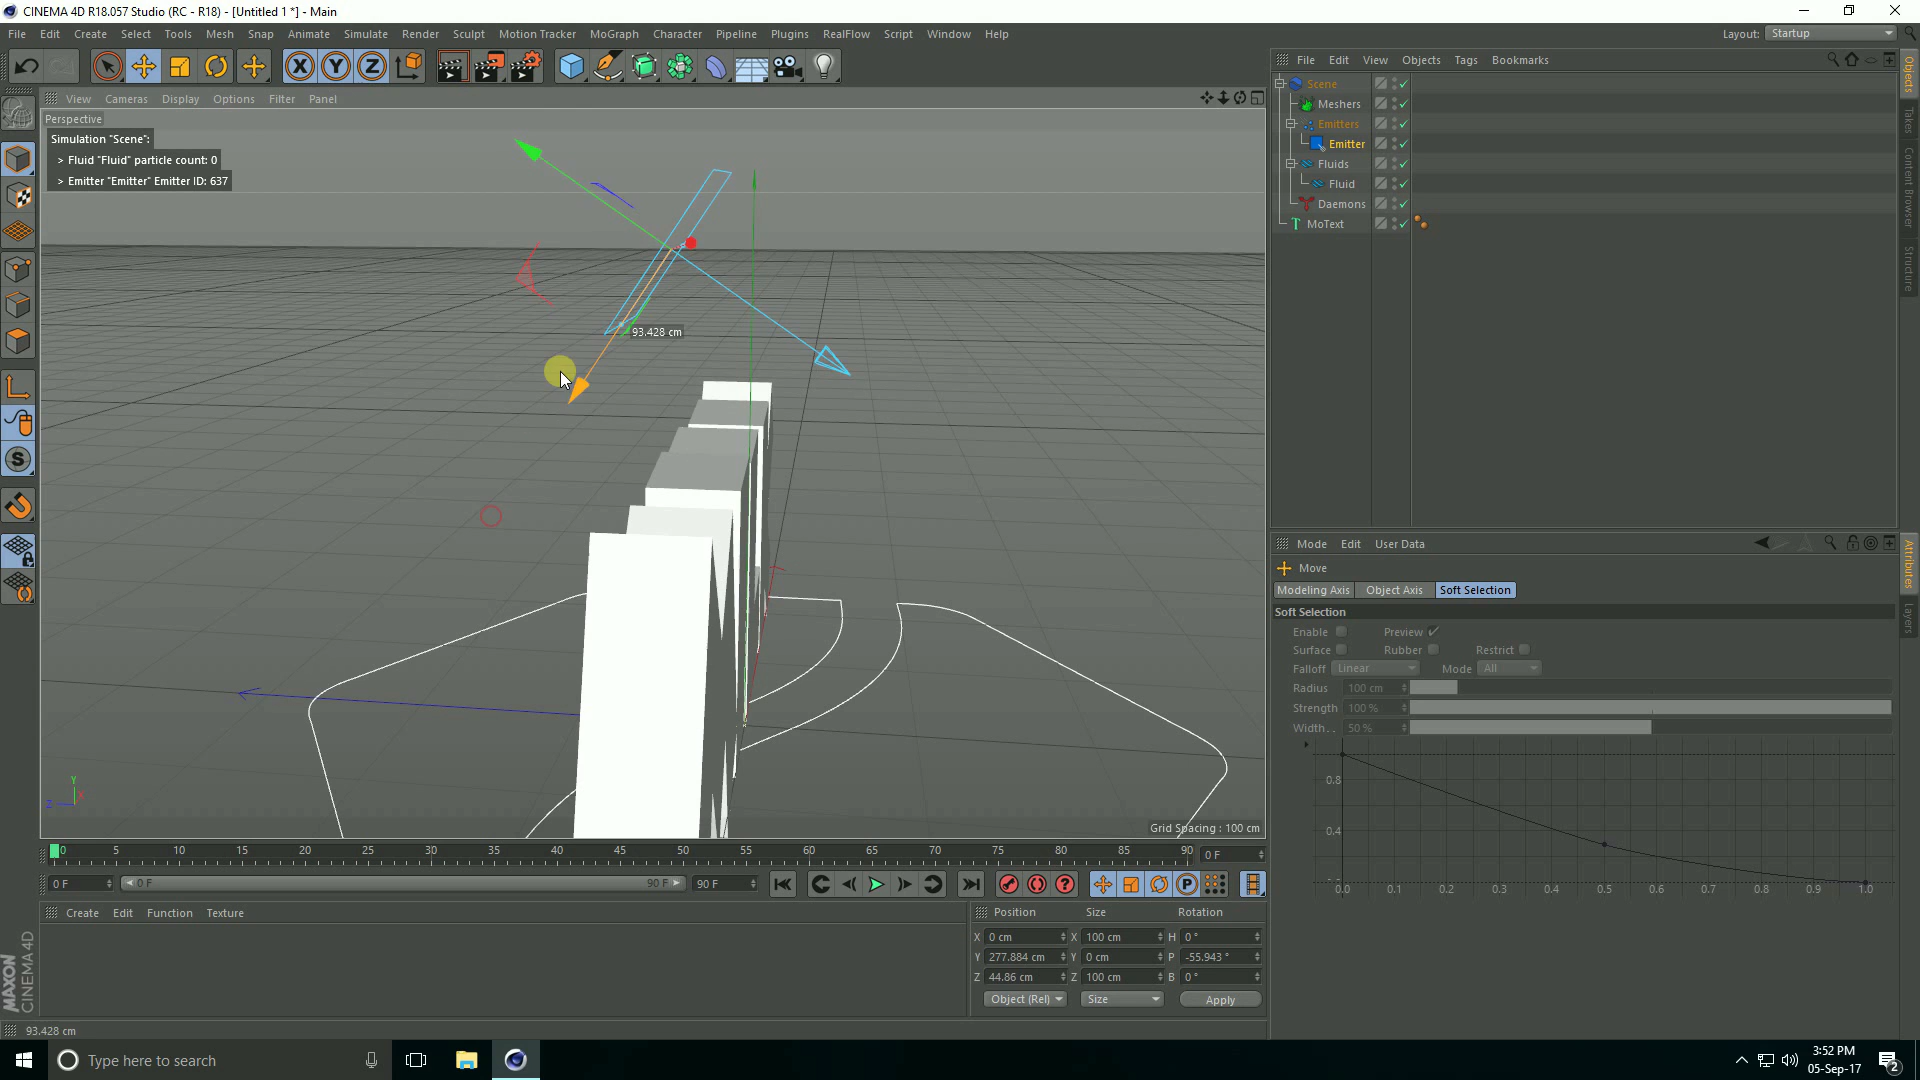 CINEMA 4D R18.057 Studio (RC - R18) - [Untitled 1 *] - Main
File Edit Create Select Tools Mesh Snap Animate Simulate Render Sculpt Motion Tracker MoGraph Character Pipeline Plugins RealFlow Script Window Help
Layout: Startup
View Cameras Display Options Filter Panel
File Edit View Objects Tags Bookmarks
Perspective
Simulation "Scene":
> Fluid "Fluid" particle count: 0
> Emitter "Emitter" Emitter ID: 637
93.428 cm
Y
Z
X
Grid Spacing : 100 cm
Scene
Meshers
Emitters
Emitter
Fluids
Fluid
Daemons
MoText
Objects
Takes
Content Browser
Structure
Mode Edit User Data
Move
Modeling Axis Object Axis Soft Selection
Soft Selection
Enable Preview
Surface Rubber Restrict
Falloff Linear Mode All
Radius 100 cm
Strength 100 %
Width . . 50 %
0.8
0.4
0.0 0.1 0.2 0.3 0.4 0.5 0.6 0.7 0.8 0.9 1.0
Attributes
Layers
0 5 10 15 20 25 30 35 40 45 50 55 60 65 70 75 80 85 90
0 F
0 F 0 F 90 F 90 F
Create Edit Function Texture
Position Size Rotation
X 0 cm X 100 cm H 0 °
Y 277.884 cm Y 0 cm P -55.943 °
Z 44.86 cm Z 100 cm B 0 °
Object (Rel) Size Apply
MAXON
CINEMA 4D
93.428 cm
Type here to search
3:52 PM
05-Sep-17
2